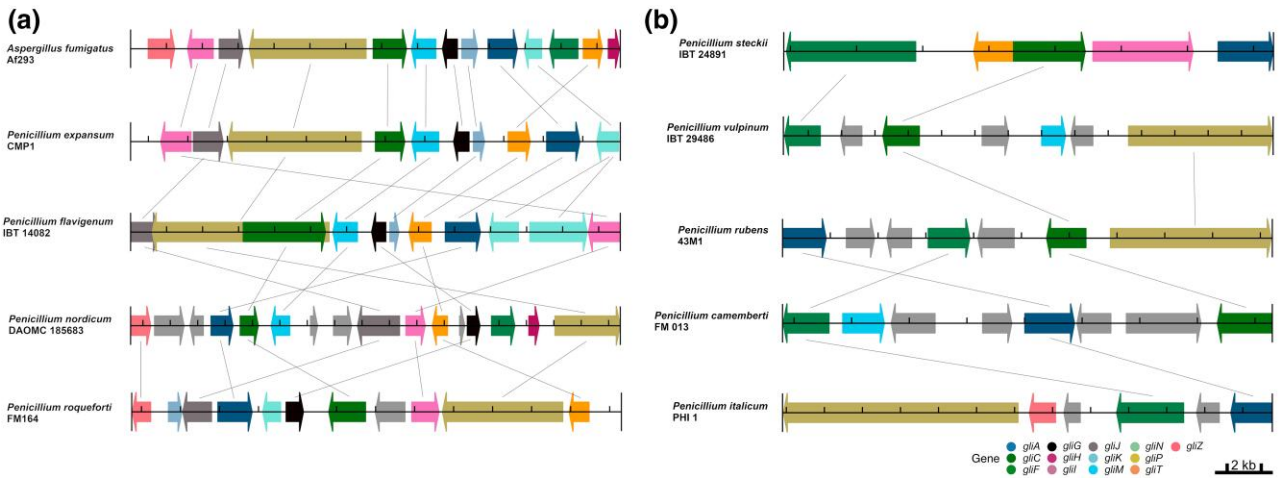 (a)
Aspergillus fumigatus
Af293
Penicillium expansum
CMP1
Penicillium flavigenum
IBT 14082
Penicillium nordicum
DAOMC 185683
Penicillium roqueforti
FM164
(b)
Penicillium steckii
IBT 24891
Penicillium vulpinum
IBT 29486
Penicillium rubens
43M1
Penicillium camemberti
FM 013
Penicillium italicum
PHI 1
gliA gliG gliJ gliN gliZ
Gene gliC gliH gliK gliP
gliF gliI gliM gliT
2 kb